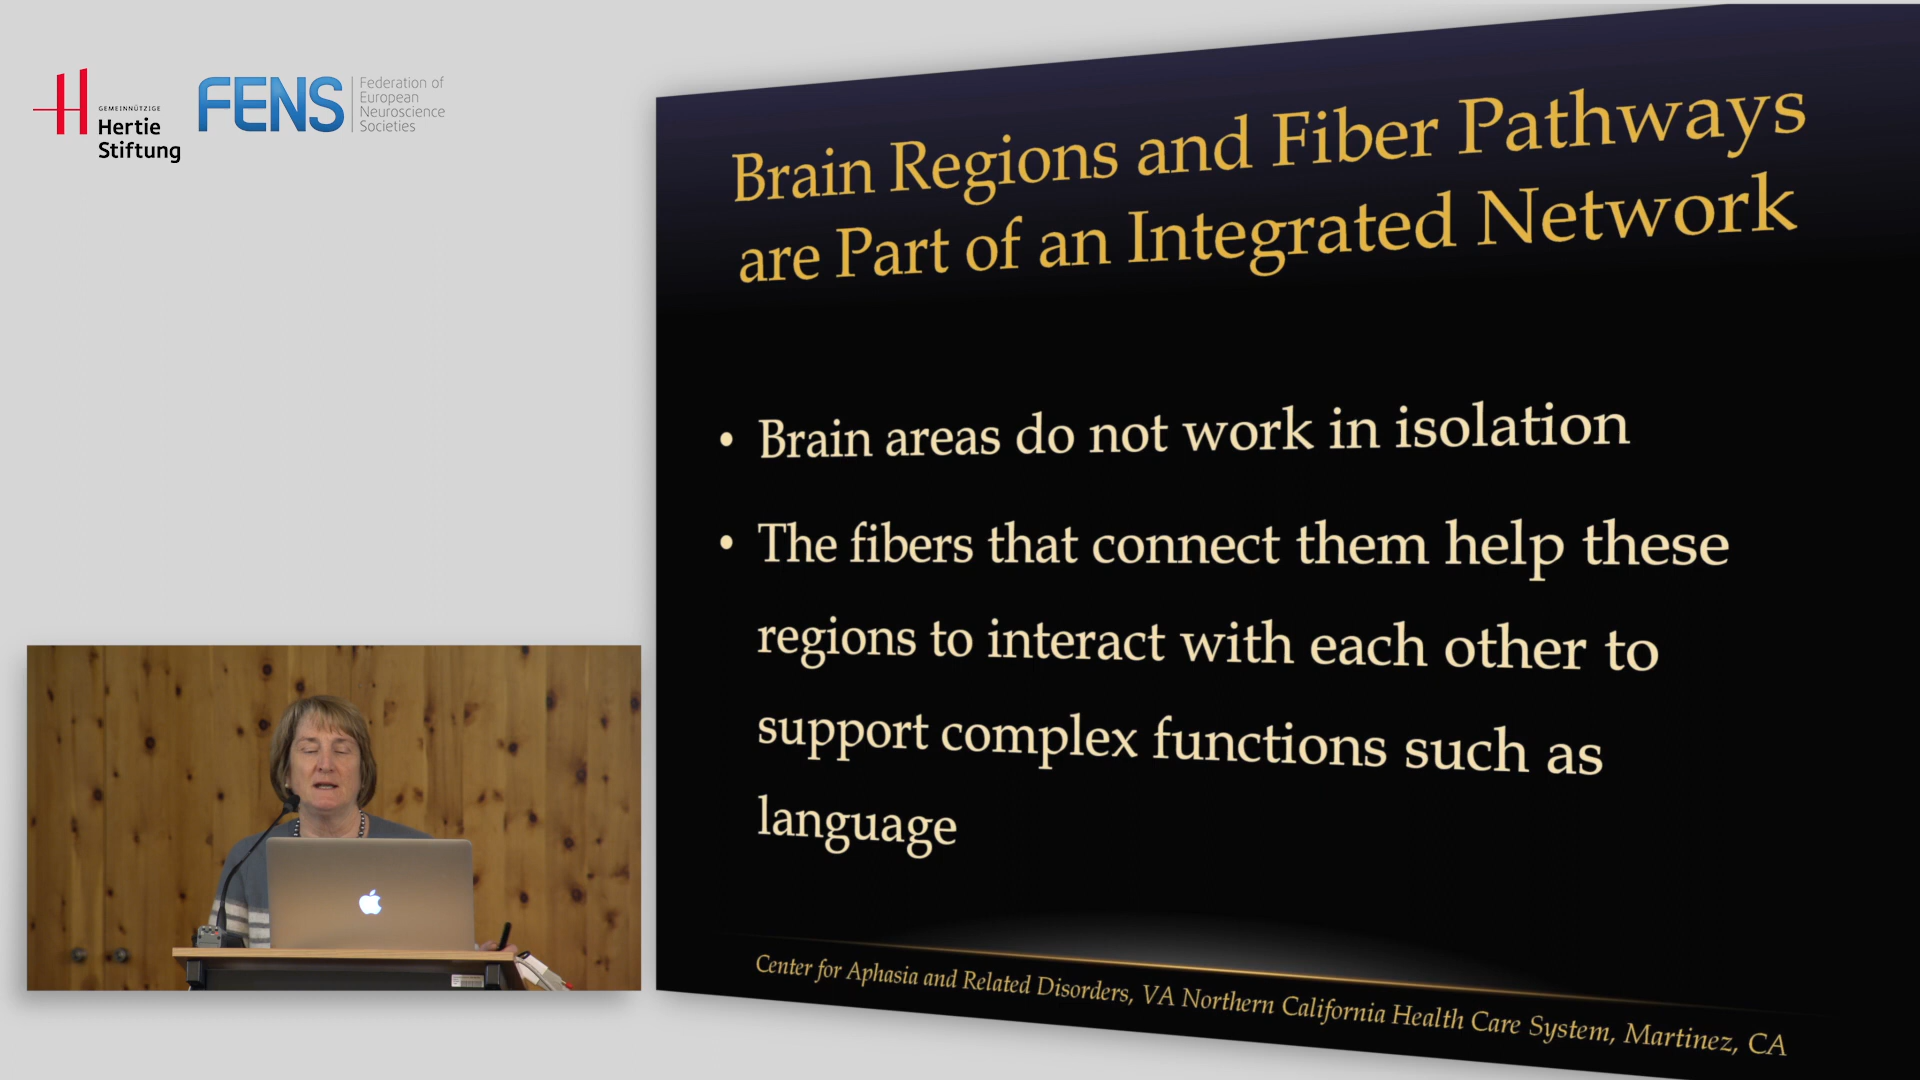 GEMEINNÜTZIGE
Hertie
Stiftung
FENS
Federation of
European
Neuroscience
Societies
Brain Regions and Fiber Pathways
are Part of an Integrated Network
• Brain areas do not work in isolation
• The fibers that connect them help these
regions to interact with each other to
support complex functions such as
language
Center for Aphasia and Related Disorders, VA Northern California Health Care System, Martinez, CA